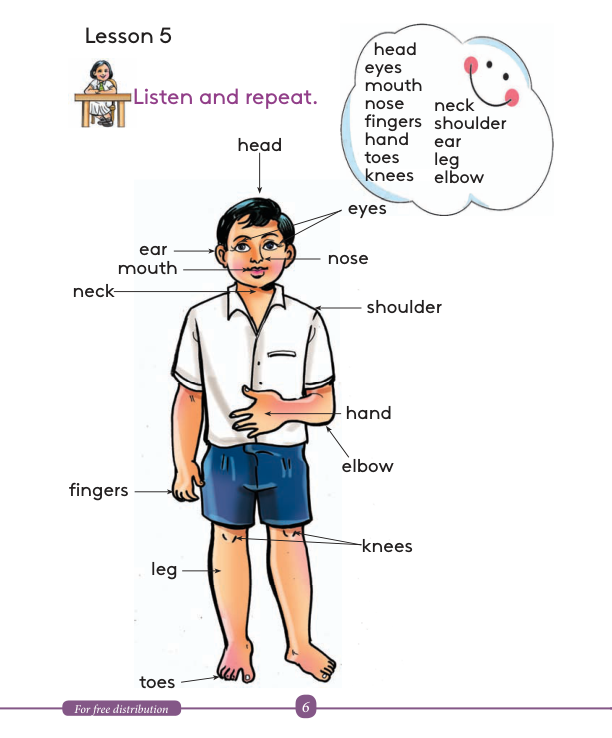 Lesson 5
Listen and repeat.
head
eyes
mouth
nose
fingers
hand
toes
knees
neck
shoulder
ear
leg
elbow
head
eyes
ear
nose
mouth
neck
shoulder
hand
elbow
fingers
knees
leg
toes
For free distribution
6